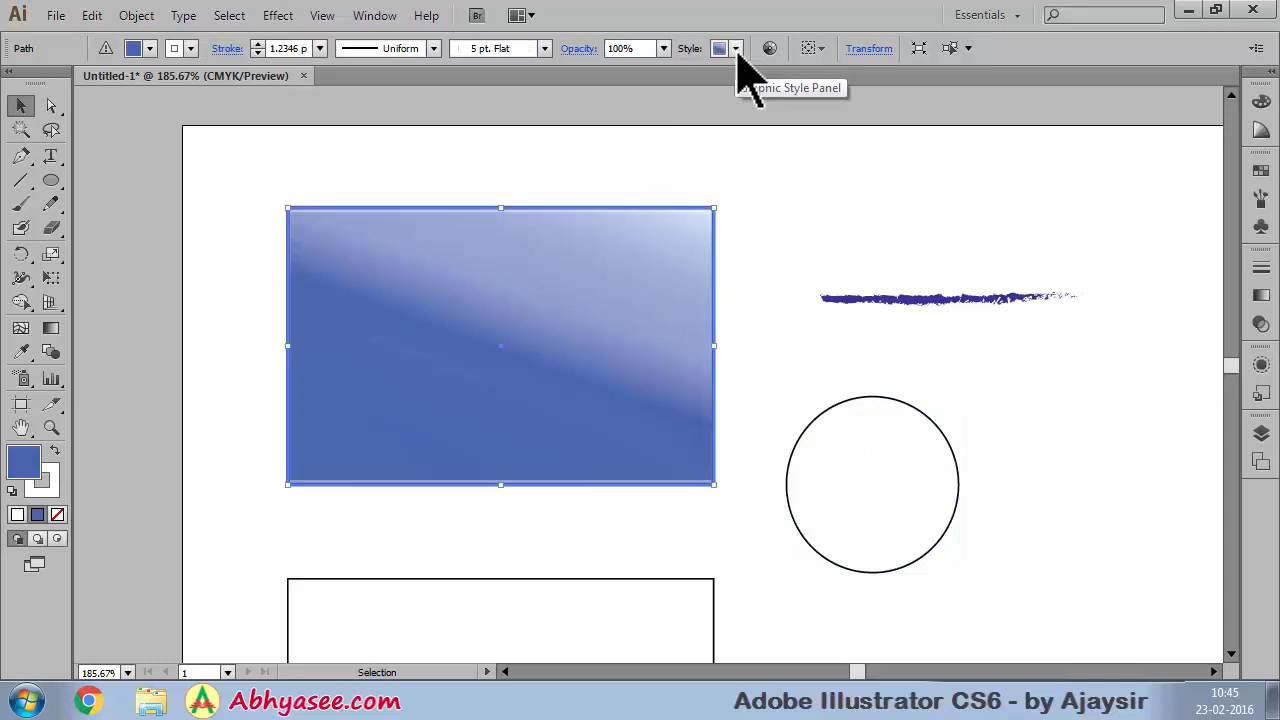 Ai File Edit Object Type Select Effect View Window Help Br Essentials
Path Stroke: 1.2346 p Uniform 5 pt. Flat Opacity: 100% Style: Transform
Untitled-1* @ 185.67% (CMYK/Preview) ×
phic Style Panel
T
185.67% 1 Selection
Abhyasee.com Adobe Illustrator CS6 - by Ajaysir
10:45
23-02-2016